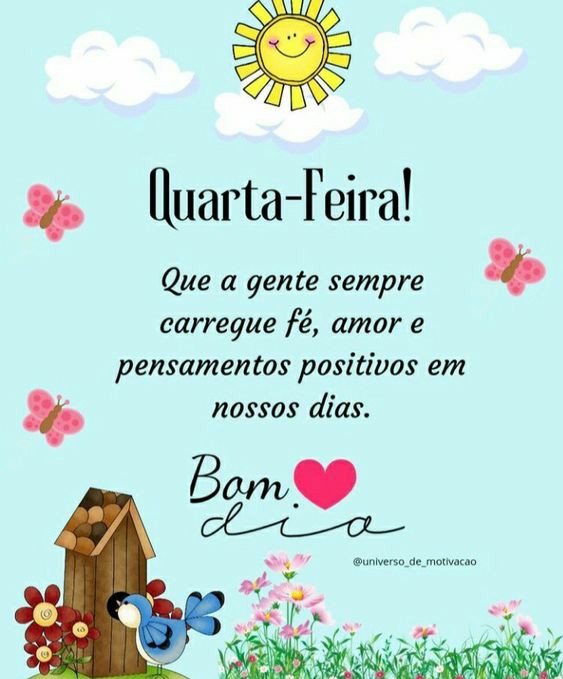 Quarta-Feira!
Que a gente sempre
carregue fé, amor e
pensamentos positivos em
nossos dias.
Bom
dia
@universo_de_motivacao